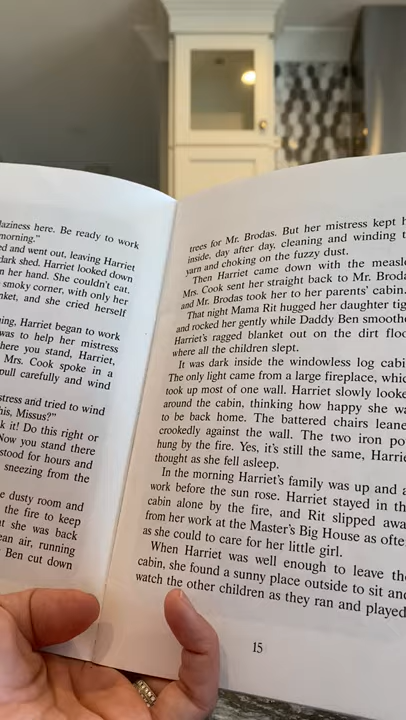 laziness here. Be ready to work
morning."
ed and went out, leaving Harriet
dark shed. Harriet looked down
n her hand. She couldn't eat,
smoky corner, with only her
nket, and she cried herself
ing, Harriet began to work
was to help her mistress
here you stand, Harriet,
Mrs. Cook spoke in a
pull carefully and wind
stress and tried to wind
his, Missus?"
k it! Do this right or
Now you stand there
stood for hours and
sneezing from the
e dusty room and
the fire to keep
at she was back
ean air, running
Ben cut down
trees for Mr. Brodas. But her mistress kept h
inside, day after day, cleaning and winding t
yarn and choking on the fuzzy dust.
Then Harriet came down with the measle
Mrs. Cook sent her straight back to Mr. Broda
and Mr. Brodas took her to her parents' cabin.
That night Mama Rit hugged her daughter tig
and rocked her gently while Daddy Ben smoothe
Harriet's ragged blanket out on the dirt floo
where all the children slept.
It was dark inside the windowless log cabi
The only light came from a large fireplace, whic
took up most of one wall. Harriet slowly looke
around the cabin, thinking how happy she wa
to be back home. The battered chairs leane
crookedly against the wall. The two iron po
hung by the fire. Yes, it's still the same, Harrie
thought as she fell asleep.
In the morning Harriet's family was up and a
work before the sun rose. Harriet stayed in th
cabin alone by the fire, and Rit slipped awa
from her work at the Master's Big House as ofte
as she could to care for her little girl.
When Harriet was well enough to leave the
cabin, she found a sunny place outside to sit and
watch the other children as they ran and played
15